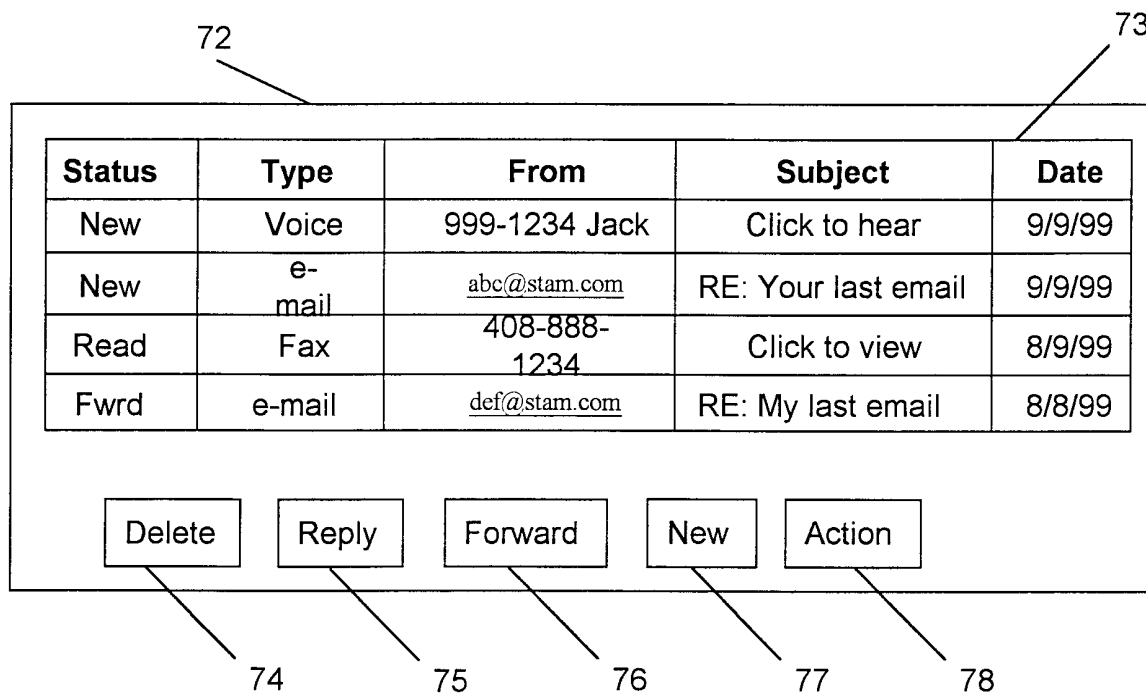 72
73
Status Type From Subject Date
New Voice 999-1234 Jack Click to hear 9/9/99
New e-
mail abc@stam.com RE: Your last email 9/9/99
Read Fax 408-888-
1234 Click to view 8/9/99
Fwrd e-mail def@stam.com RE: My last email 8/8/99
Delete Reply Forward New Action
74 75 76 77 78